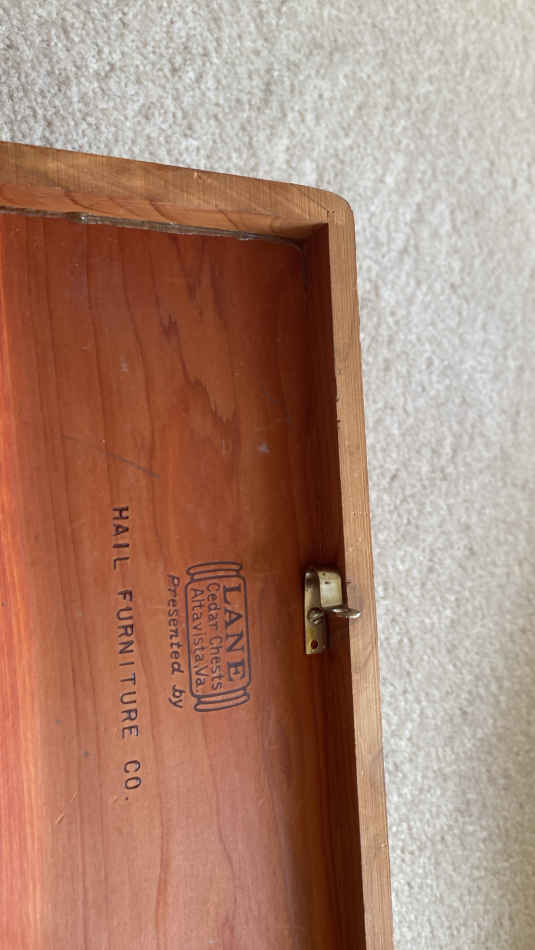 LANE
Cedar Chests
Altavista, Va.
Presented by
HAIL FURNITURE CO.